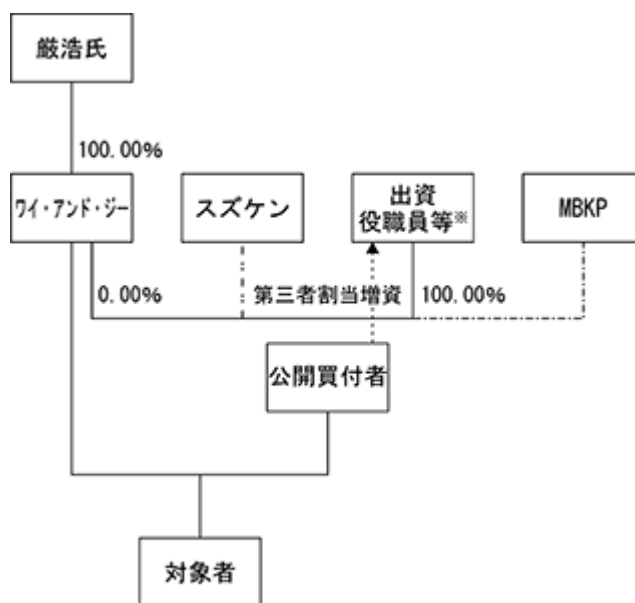 厳浩氏
100.00%
ワイ・アンド・ジー
スズケン
出資
役職員等※
MBKP
0.00%
第三者割当増資
100.00%
公開買付者
対象者